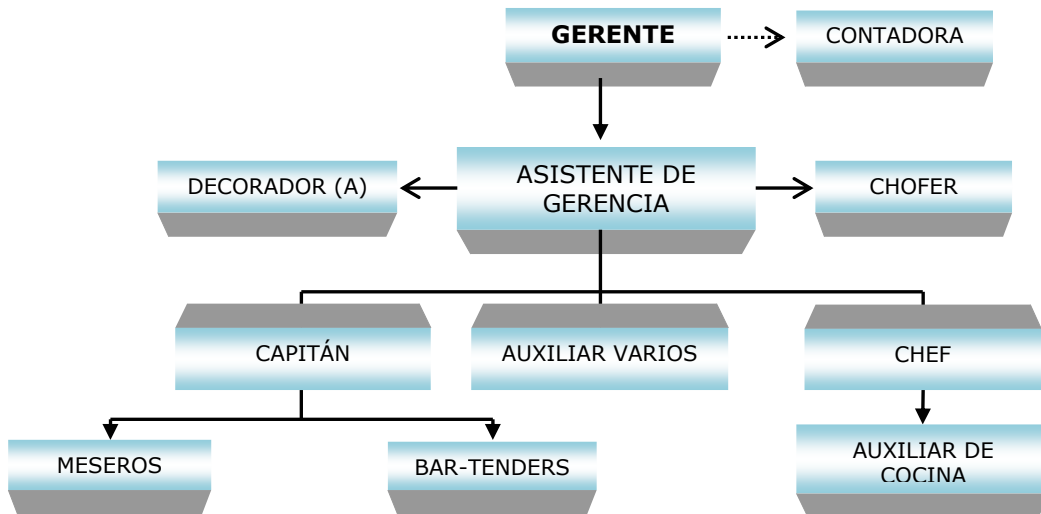 GERENTE
CONTADORA
DECORADOR (A)
ASISTENTE DE
GERENCIA
CHOFER
CAPITÁN
AUXILIAR VARIOS
CHEF
MESEROS
BAR-TENDERS
AUXILIAR DE
COCINA